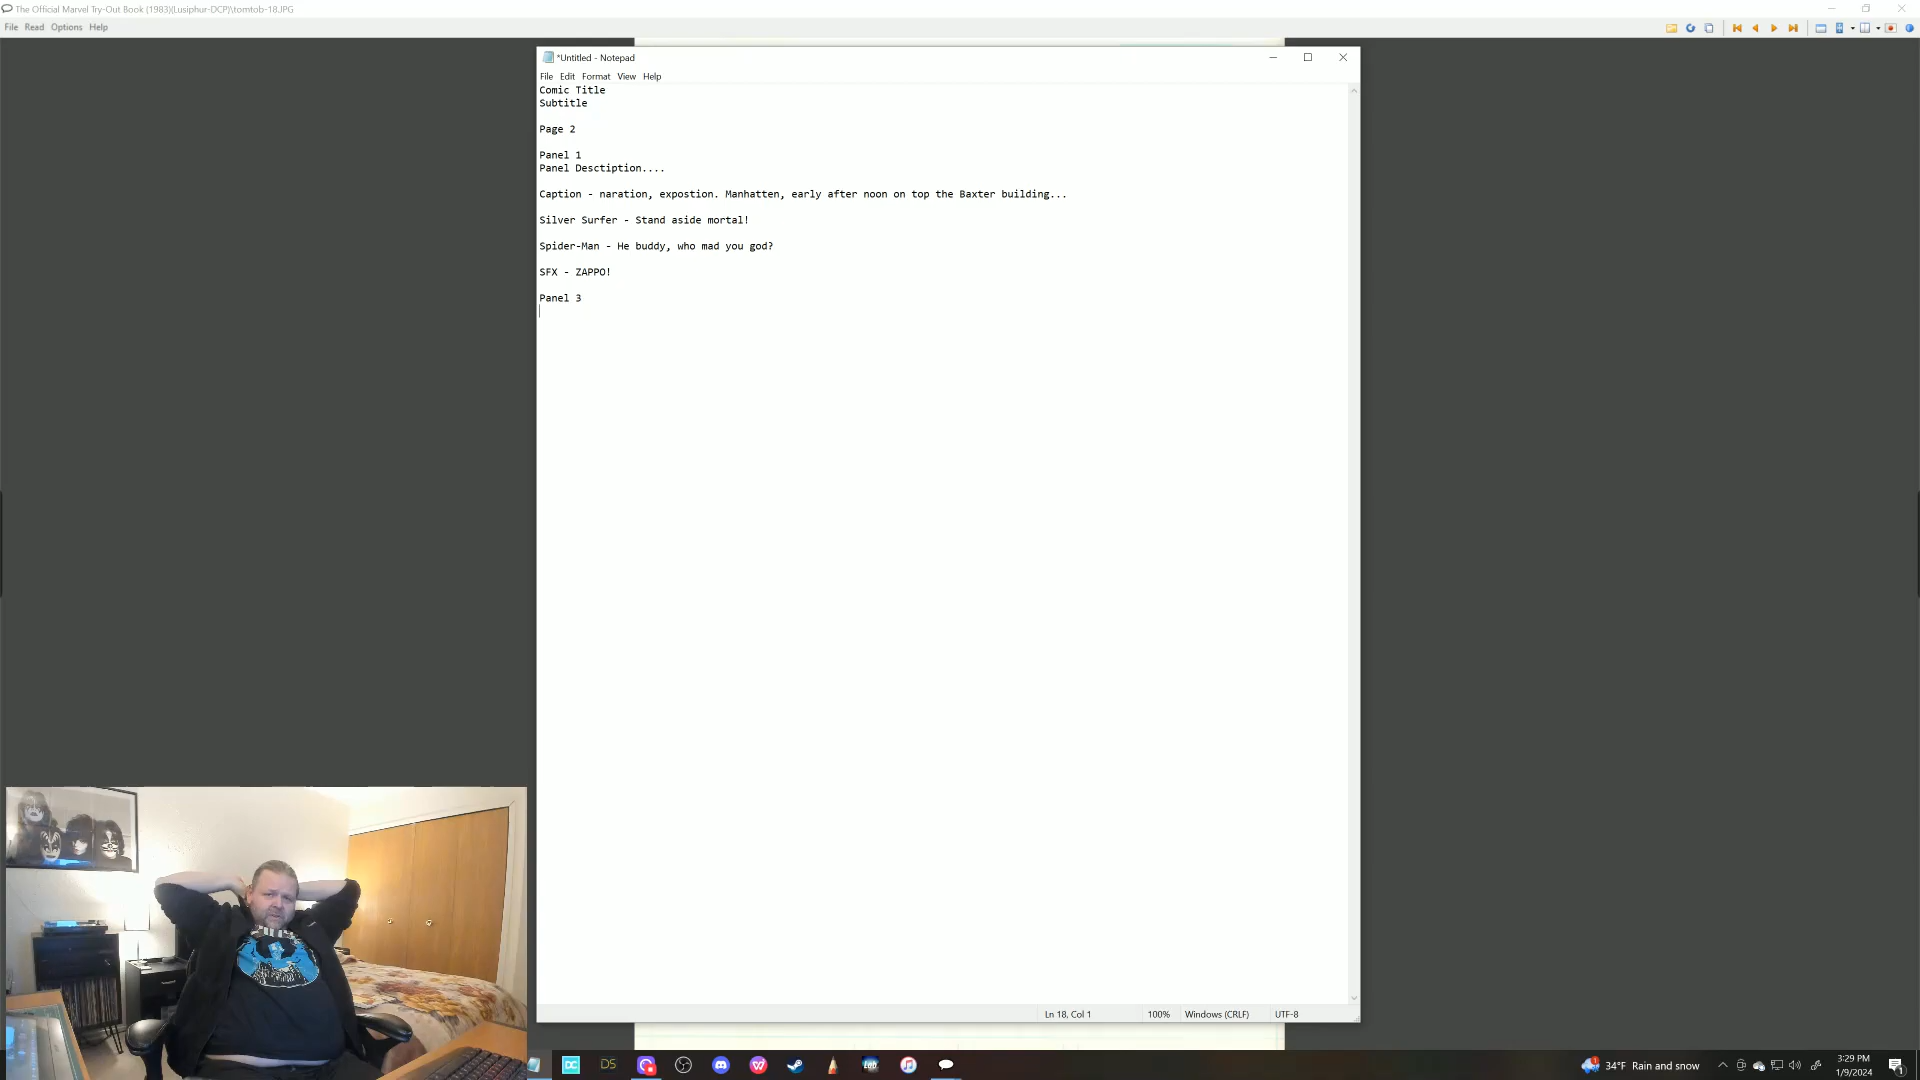 The Official Marvel Try-Out Book (1983)(Lusiphur-DCP)\tomtob-18.JPG
File Read Options Help
*Untitled - Notepad
File Edit Format View Help
Comic Title
Subtitle
Page 2
Panel 1
Panel Desctiption....
Caption - naration, expostion. Manhatten, early after noon on top the Baxter building...
Silver Surfer - Stand aside mortal!
Spider-Man - He buddy, who mad you god?
SFX - ZAPPO!
Panel 3
Ln 18, Col 1 100% Windows (CRLF) UTF-8
DC DS Lab 34°F Rain and snow 3:29 PM
1/9/2024